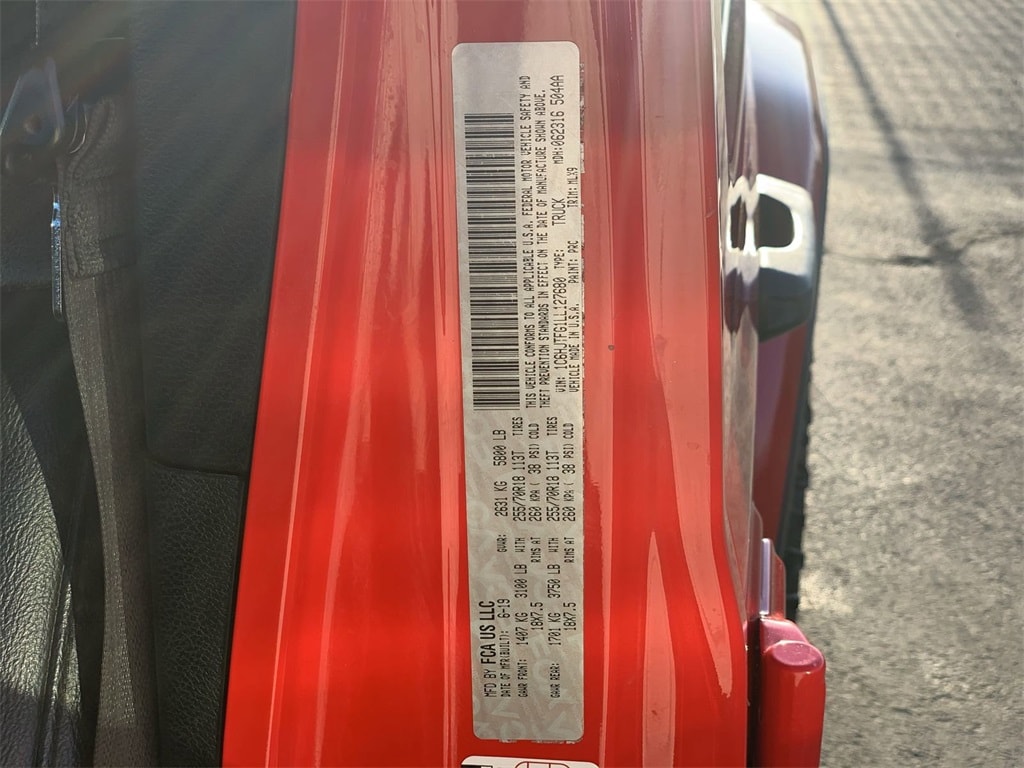 MFD BY FCA US LLC
DATE OF MFR(BUILT): 6-19 GVWR: 2631 KG 5800 LB
GAWR FRONT: 1407 KG 3100 LB WITH 255/70R18 113T TIRES
18X7.5 RIMS AT 260 KPA ( 38 PSI) COLD
GAWR REAR: 1701 KG 3750 LB WITH 255/70R18 113T TIRES
18X7.5 RIMS AT 260 KPA ( 38 PSI) COLD
THIS VEHICLE CONFORMS TO ALL APPLICABLE U.S.A. FEDERAL MOTOR VEHICLE SAFETY AND
THEFT PREVENTION STANDARDS IN EFFECT ON THE DATE OF MANUFACTURE SHOWN ABOVE.
VIN: 1C6HJTFG1LL127680 TYPE: TRUCK MDH:062316 504AA
VEHICLE MADE IN U.S.A. PAINT: PRC TRIM: MLX9